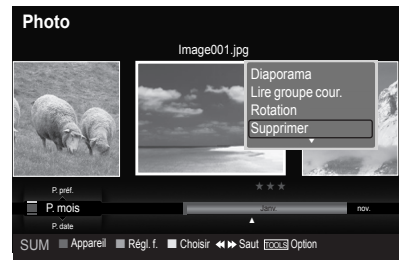 Photo
Image001.jpg
Diaporama
Lire groupe cour.
Rotation
Supprimer
P. préf.
P. mois
Janv.
nov.
P. date
SUM Appareil Régl. f. Choisir Saut TOOLS Option